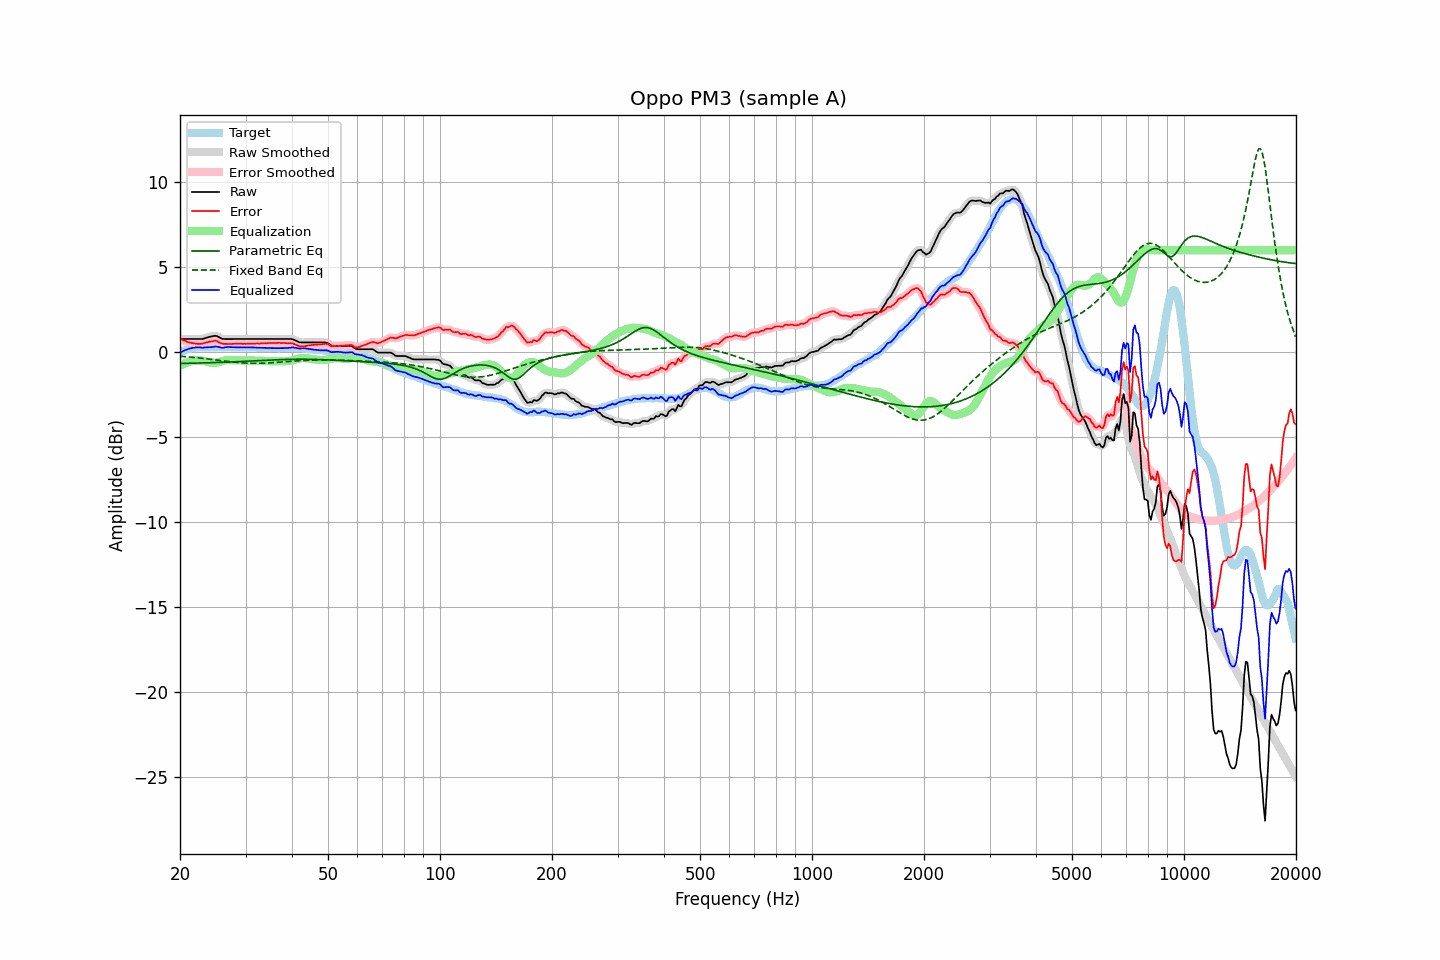 Oppo PM3 (sample A)
Target
Raw Smoothed
Error Smoothed
Raw
Error
Equalization
Parametric Eq
Fixed Band Eq
Equalized
10
5
0
−5
−10
−15
−20
−25
Amplitude (dBr)
20 50 100 200 500 1000 2000 5000 10000 20000
Frequency (Hz)